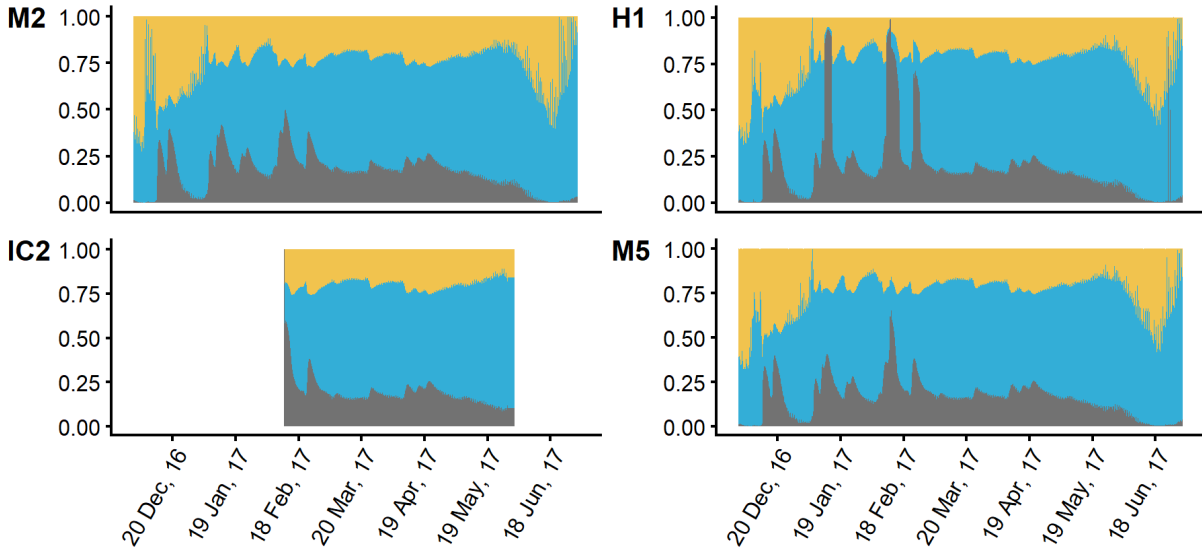 M2
1.00
0.75
0.50
0.25
0.00
H1
1.00
0.75
0.50
0.25
0.00
IC2
1.00
0.75
0.50
0.25
0.00
20 Dec, 16
19 Jan, 17
18 Feb, 17
20 Mar, 17
19 Apr, 17
19 May, 17
18 Jun, 17
M5
1.00
0.75
0.50
0.25
0.00
20 Dec, 16
19 Jan, 17
18 Feb, 17
20 Mar, 17
19 Apr, 17
19 May, 17
18 Jun, 17